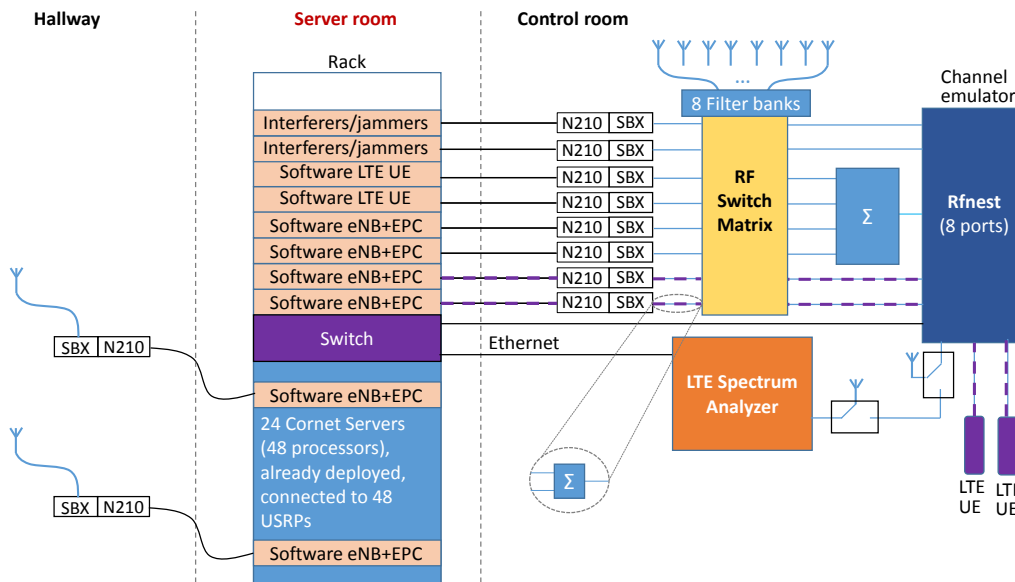 Hallway
Server room
Control room
Rack
Channel
emulator
...
8 Filter banks
Interferers/jammers
N210 SBX
Interferers/jammers
N210 SBX
Software LTE UE
N210 SBX
Software LTE UE
N210 SBX
Software eNB+EPC
N210 SBX
Software eNB+EPC
N210 SBX
Software eNB+EPC
N210 SBX
Software eNB+EPC
N210 SBX
RF
Switch
Matrix
Σ
Rfnest
(8 ports)
Switch
Ethernet
SBX N210
LTE Spectrum
Analyzer
Software eNB+EPC
24 Cornet Servers
(48 processors),
already deployed,
connected to 48
USRPs
Σ
SBX N210
Software eNB+EPC
LTE
UE
LTE
UE